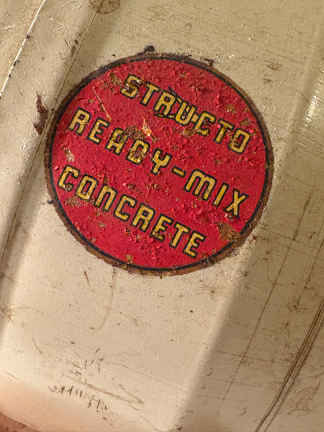 STRUCTO
READY-MIX
CONCRETE